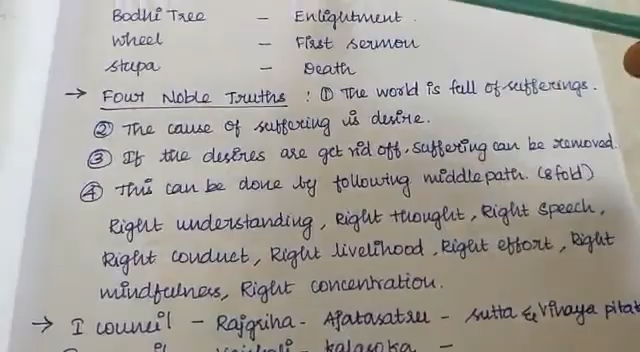 Bodhi Tree - Enlightment.
Wheel - First sermon
Stupa - Death
→ Four Noble Truths : ① The world is full of sufferings.
② The cause of suffering is desire.
③ If the desires are get rid off, suffering can be removed.
④ This can be done by following middle path. (8 fold)
Right understanding, Right thought, Right speech,
Right conduct, Right livelihood, Right effort, Right
mindfulness, Right concentration.
→ I council - Rajgriha - Ajatasatru - sutta & Vinaya pitak
kalasoka -